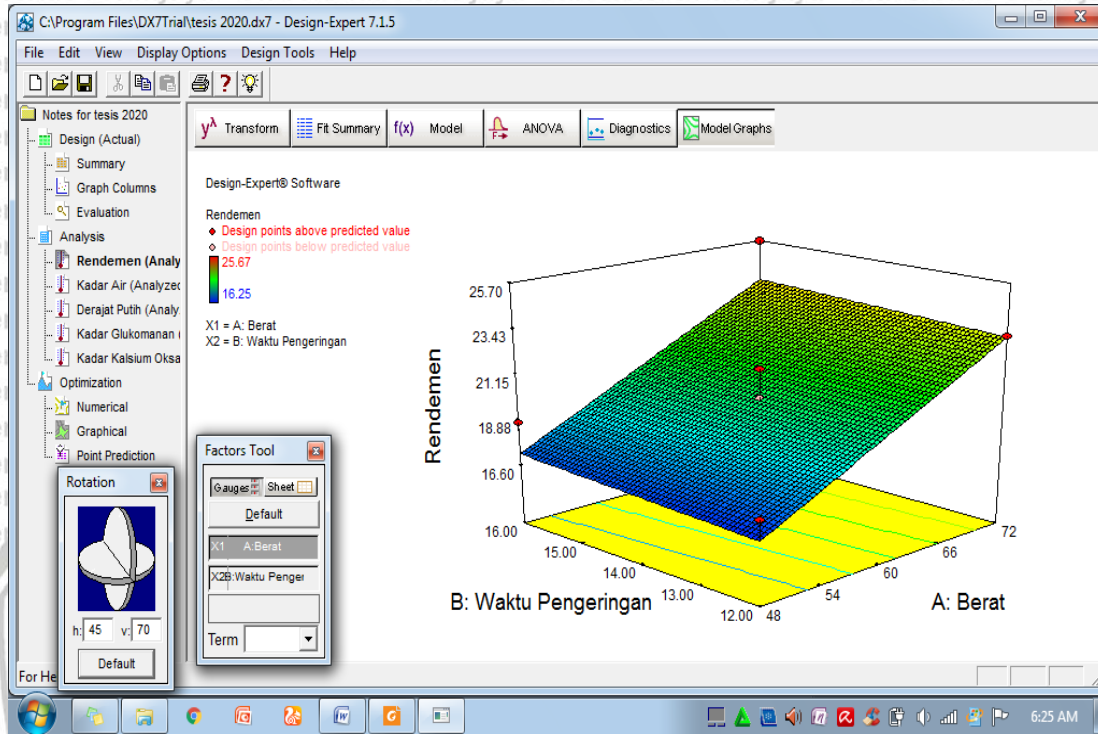 C:\Program Files\DX7Trial\tesis 2020.dx7 - Design-Expert 7.1.5
File Edit View Display Options Design Tools Help
Notes for tesis 2020
Design (Actual)
Summary
Graph Columns
Evaluation
Analysis
Rendemen (Analy
Kadar Air (Analyzed
Derajat Putih (Analy
Kadar Glukomanan (
Kadar Kalsium Oksa
Optimization
Numerical
Graphical
Point Prediction
yλ Transform Fit Summary f(x) Model F ANOVA Diagnostics Model Graphs
Design-Expert® Software
Rendemen
Design points above predicted value
Design points below predicted value
25.67
16.25
X1 = A: Berat
X2 = B: Waktu Pengeringan
Rendemen
25.70
23.43
21.15
18.88
16.60
16.00
15.00
14.00
13.00
12.00
48
54
60
66
72
B: Waktu Pengeringan
A: Berat
Rotation
h: 45 v: 70
Default
Factors Tool
Gauges Sheet
Default
X1 A:Berat
X2B:Waktu Penger
Term
For He
6:25 AM